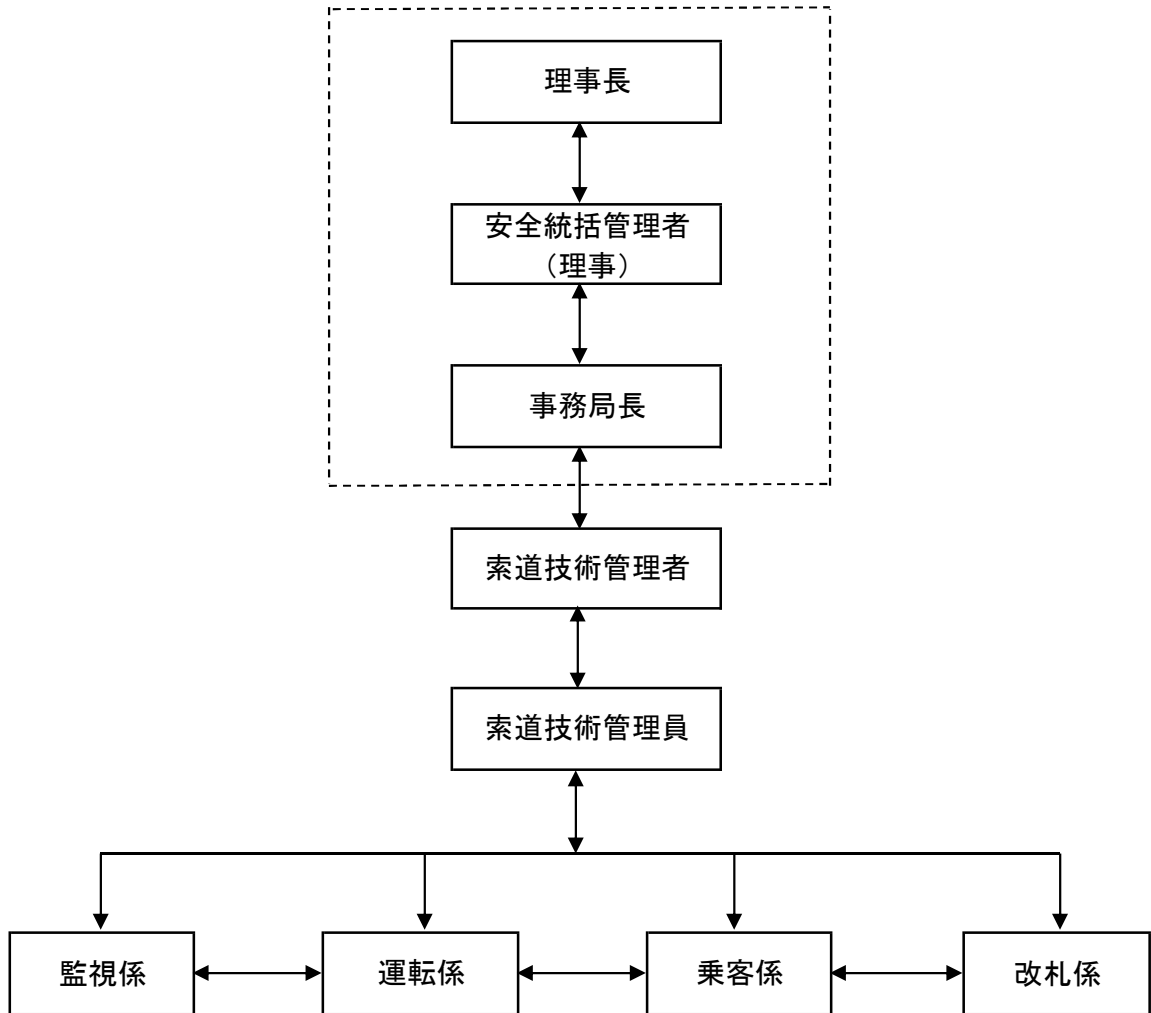 理事長
安全統括管理者
（理事）
事務局長
索道技術管理者
索道技術管理員
監視係
運転係
乗客係
改札係